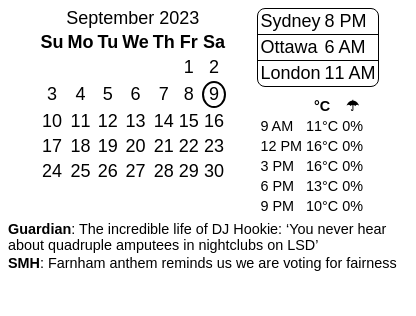 September 2023
Su Mo Tu We Th Fr Sa
1 2
3 4 5 6 7 8 9
10 11 12 13 14 15 16
17 18 19 20 21 22 23
24 25 26 27 28 29 30
Sydney 8 PM
Ottawa 6 AM
London 11 AM
°C ☂
9 AM 11°C 0%
12 PM 16°C 0%
3 PM 16°C 0%
6 PM 13°C 0%
9 PM 10°C 0%
Guardian: The incredible life of DJ Hookie: ‘You never hear
about quadruple amputees in nightclubs on LSD’
SMH: Farnham anthem reminds us we are voting for fairness